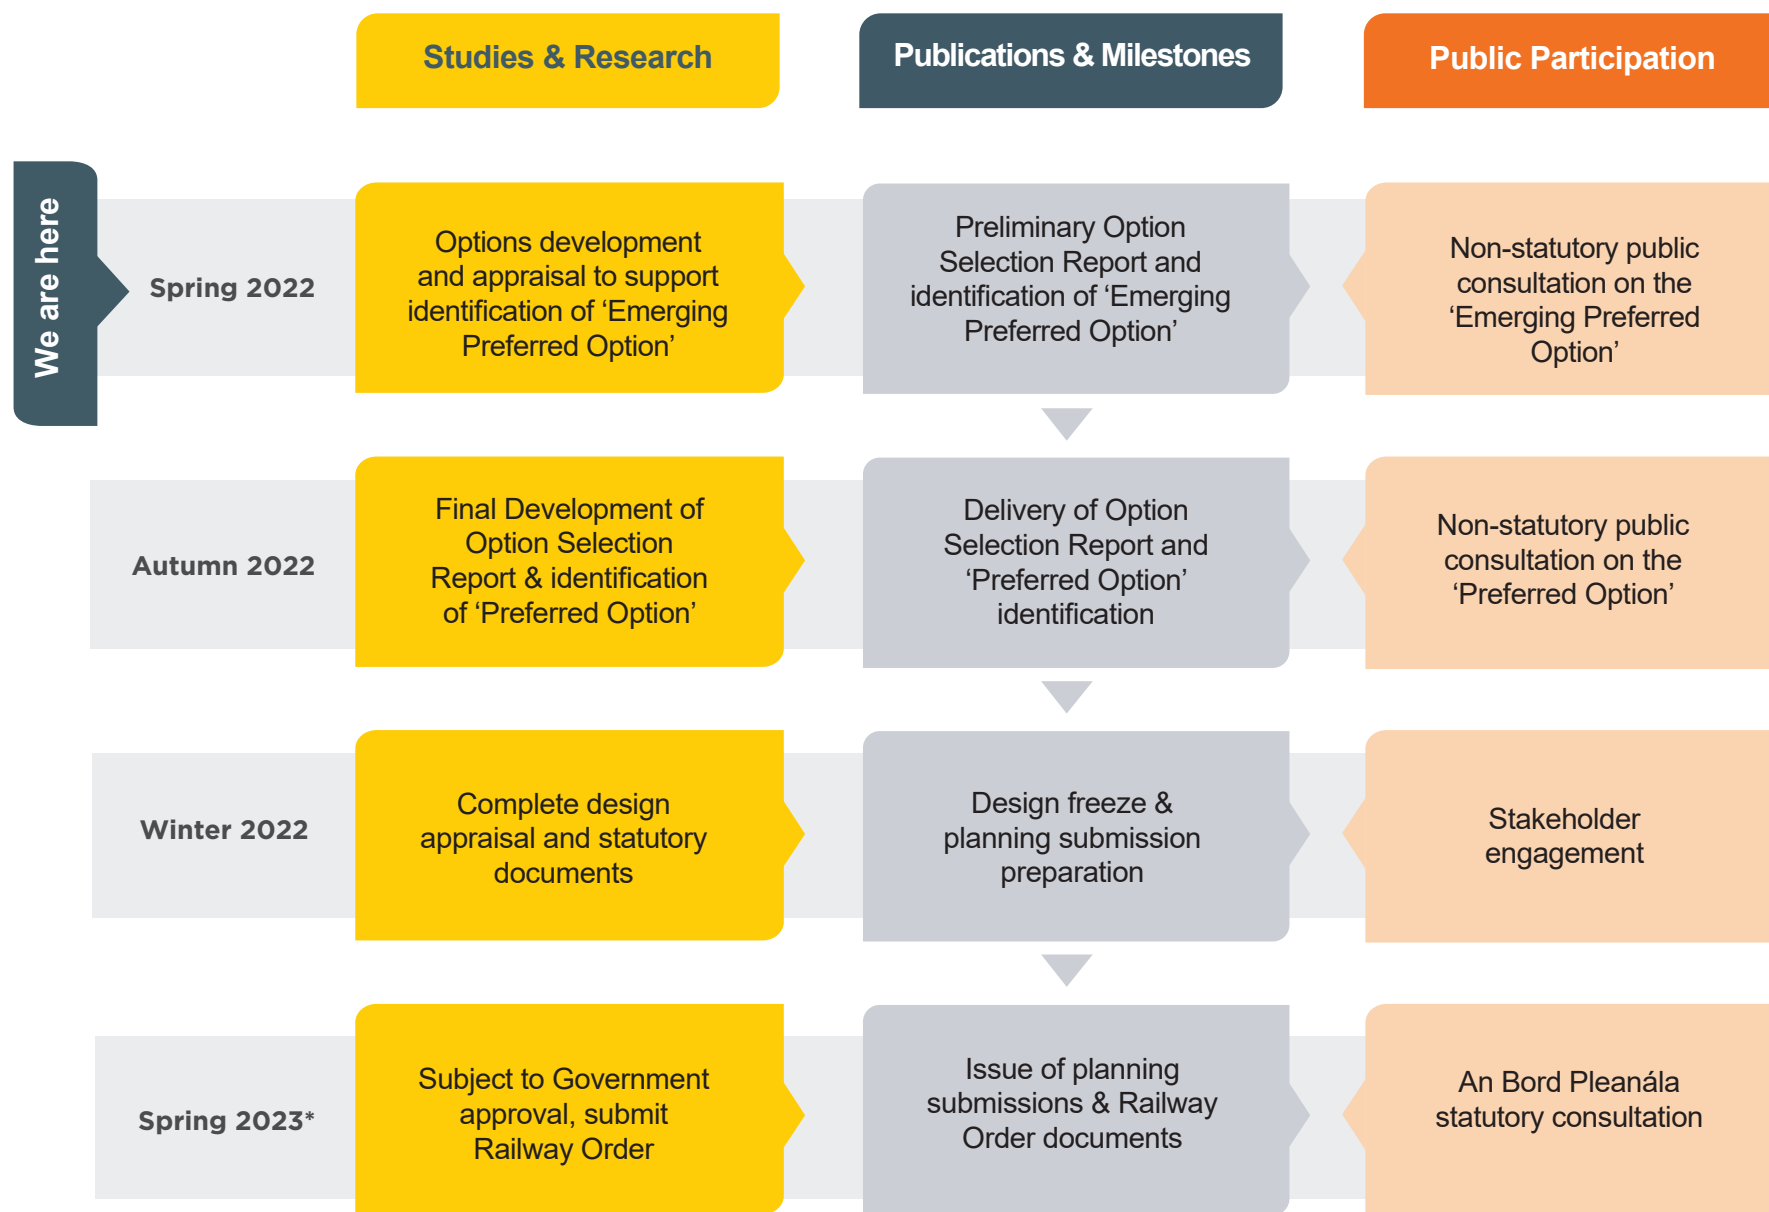 Studies & Research
Publications & Milestones
Public Participation
We are here
Spring 2022
Options development
and appraisal to support
identification of ‘Emerging
Preferred Option’
Preliminary Option
Selection Report and
identification of ‘Emerging
Preferred Option’
Non-statutory public
consultation on the
‘Emerging Preferred
Option’
Autumn 2022
Final Development of
Option Selection
Report & identification
of ‘Preferred Option’
Delivery of Option
Selection Report and
‘Preferred Option’
identification
Non-statutory public
consultation on the
‘Preferred Option’
Winter 2022
Complete design
appraisal and statutory
documents
Design freeze &
planning submission
preparation
Stakeholder
engagement
Spring 2023*
Subject to Government
approval, submit
Railway Order
Issue of planning
submissions & Railway
Order documents
An Bord Pleanála
statutory consultation